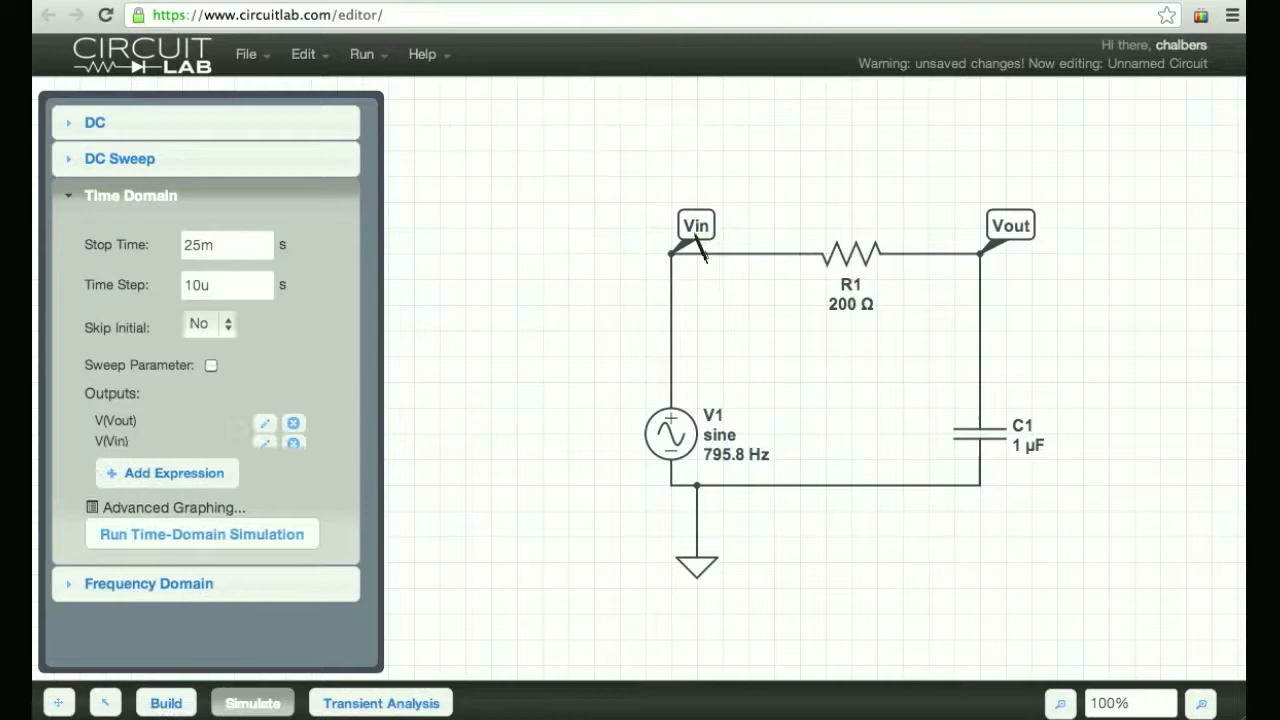 https://www.circuitlab.com/editor/
CIRCUIT
LAB
File Edit Run Help
Hi there, chalbers
Warning: unsaved changes! Now editing: Unnamed Circuit
DC
DC Sweep
Time Domain
Stop Time: 25m s
Time Step: 10u s
Skip Initial: No
Sweep Parameter:
Outputs:
V(Vout)
V(Vin)
+ Add Expression
Advanced Graphing...
Run Time-Domain Simulation
Frequency Domain
Vin
Vout
R1
200 Ω
V1
sine
795.8 Hz
C1
1 µF
Build Simulate Transient Analysis 100%